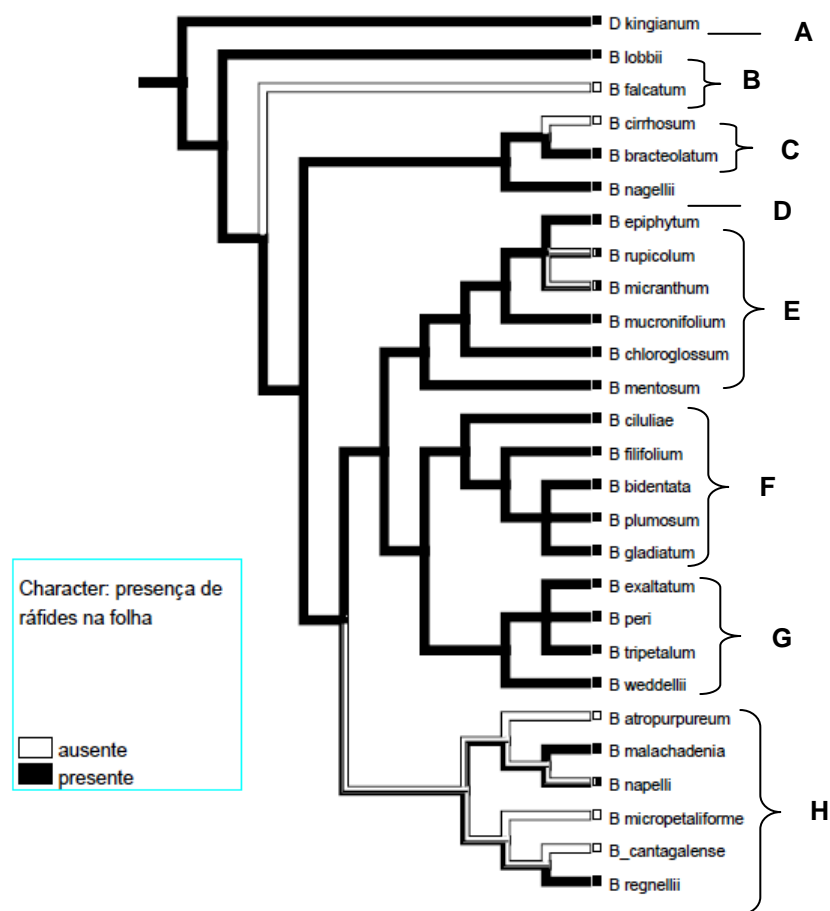 D kingianum
A
B lobbii
B
B falcatum
B cirrhosum
C
B bracteolatum
B nagellii
D
B epiphytum
B rupicolum
B micranthum
E
B mucronifolium
B chloroglossum
B mentosum
B ciluliae
B filifolium
B bidentata
F
B plumosum
B gladiatum
B exaltatum
B peri
G
B tripetalum
B weddellii
B atropurpureum
B malachadenia
B napelli
H
B micropetaliforme
B_cantagalense
B regnellii
Character: presença de
ráfides na folha
ausente
presente